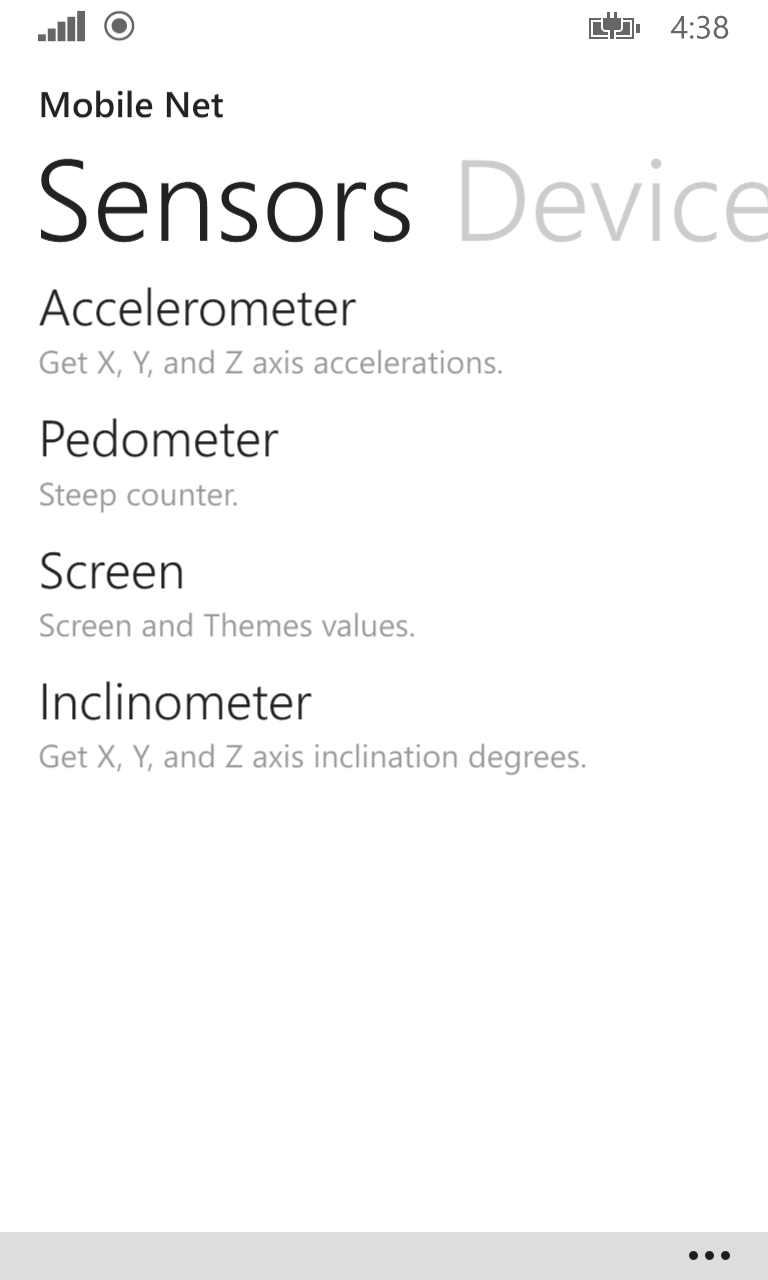 4:38
Mobile Net
Sensors Device
Accelerometer
Get X, Y, and Z axis accelerations.
Pedometer
Steep counter.
Screen
Screen and Themes values.
Inclinometer
Get X, Y, and Z axis inclination degrees.